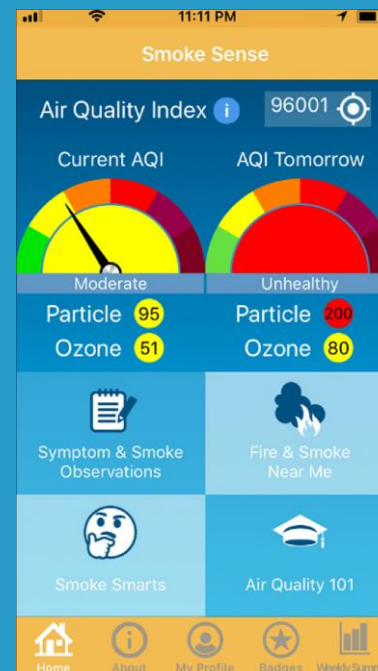 11:11 PM
Smoke Sense
Air Quality Index i 96001
Current AQI AQI Tomorrow
Moderate Unhealthy
Particle 95 Particle 200
Ozone 51 Ozone 80
Symptom & Smoke
Observations
Fire & Smoke
Near Me
Smoke Smarts Air Quality 101
Home About My Profile Badges Weekly Summ